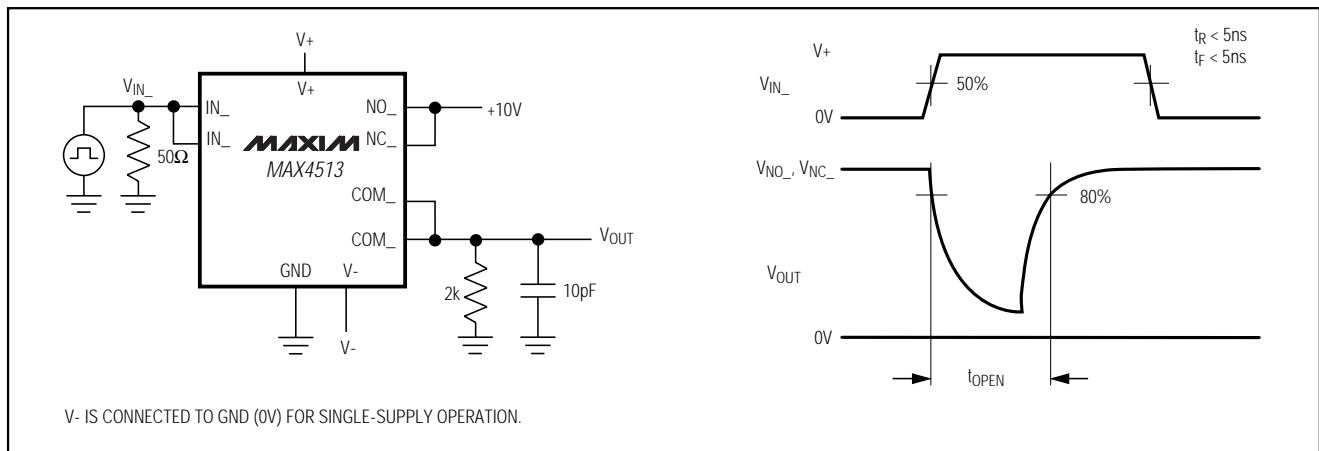 V+
V+
VIN_
IN_
IN_
50Ω
MAXIM
MAX4513
NO_
NC_
+10V
COM_
COM_
VOUT
GND
V-
V-
2k
10pF
V- IS CONNECTED TO GND (0V) FOR SINGLE-SUPPLY OPERATION.
tR < 5ns
tF < 5ns
V+
VIN_
50%
0V
VNO_, VNC_
80%
VOUT
0V
tOPEN